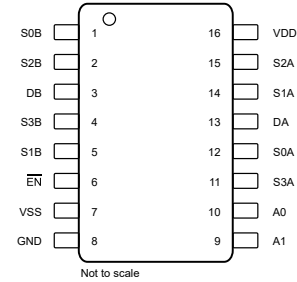 S0B 1 16 VDD
S2B 2 15 S2A
DB 3 14 S1A
S3B 4 13 DA
S1B 5 12 S0A
E̅N̅ 6 11 S3A
VSS 7 10 A0
GND 8 9 A1
Not to scale